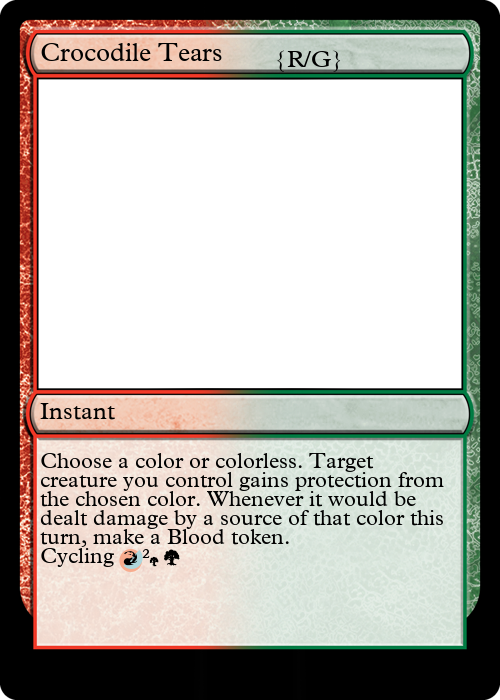 Crocodile Tears {R/G}
Instant
Choose a color or colorless. Target
creature you control gains protection from
the chosen color. Whenever it would be
dealt damage by a source of that color this
turn, make a Blood token.
Cycling 2